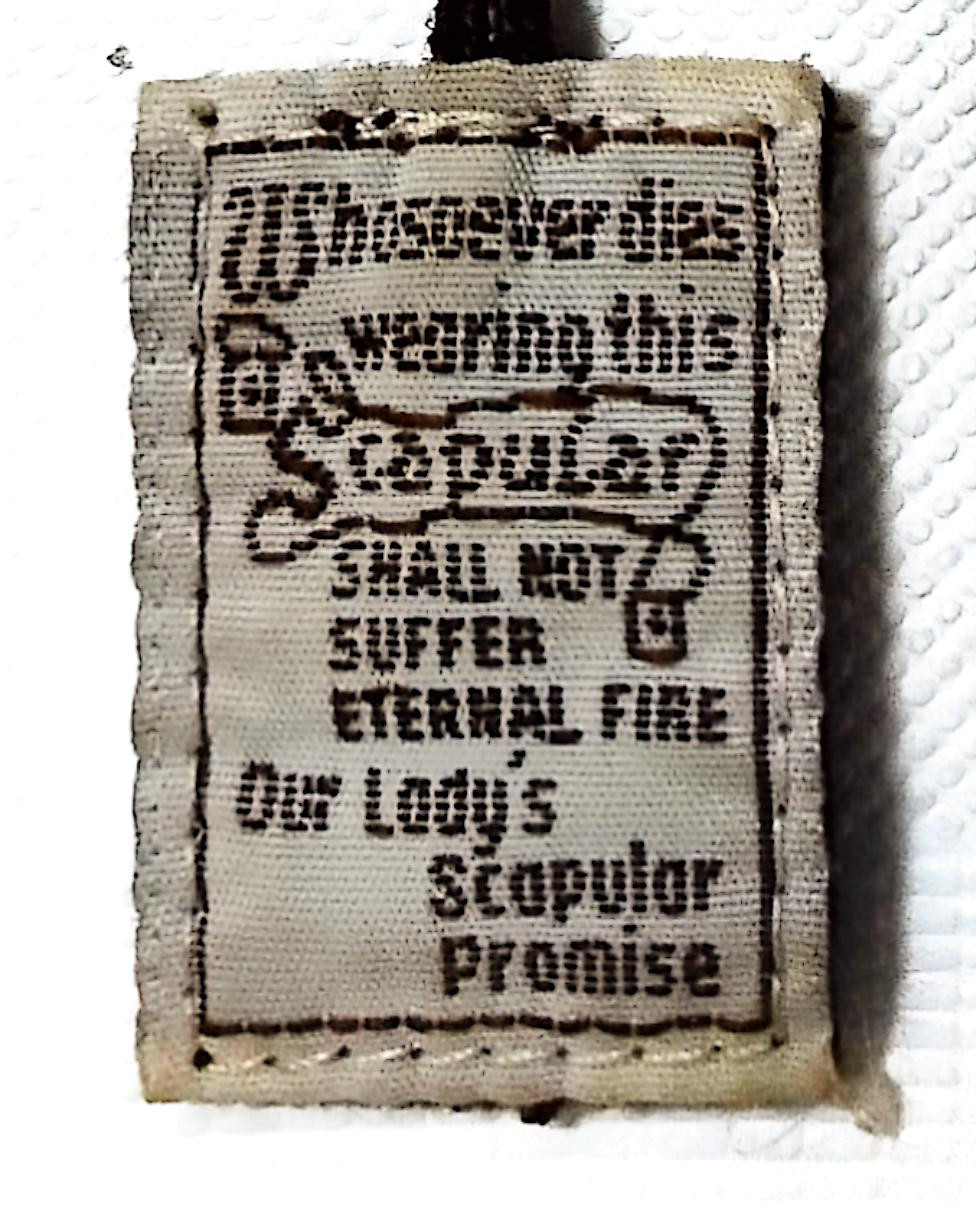 Whosoever dies
wearing this
Scapular
SHALL NOT
SUFFER
ETERNAL FIRE
Our Lady's
Scapular
Promise